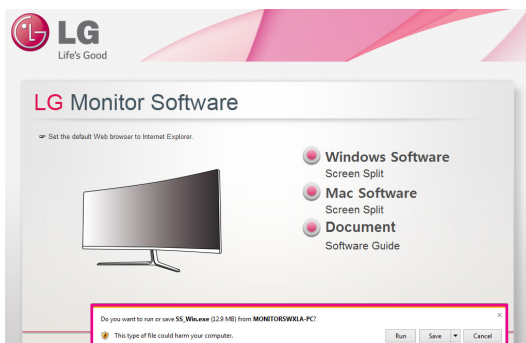 LG
Life's Good
LG Monitor Software
☞ Set the default Web browser to Internet Explorer.
Windows Software
Screen Split
Mac Software
Screen Split
Document
Software Guide
Do you want to run or save SS_Win.exe (12.9 MB) from MONITORSWXLA-PC?
×
This type of file could harm your computer.
Run Save Cancel